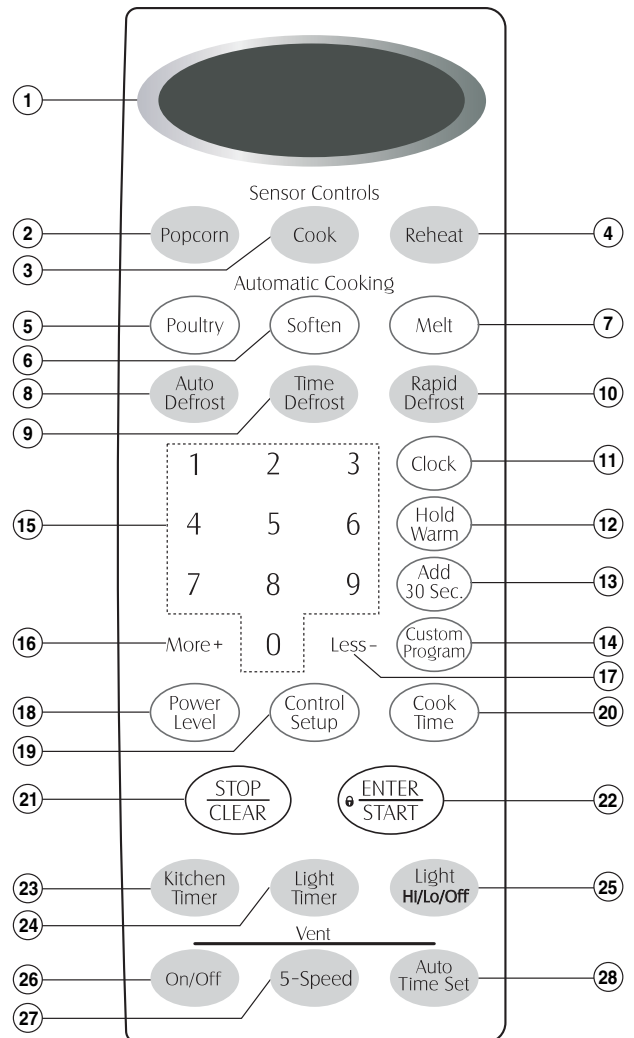 1
Sensor Controls
2 Popcorn Cook Reheat 4
3
Automatic Cooking
5 Poultry Soften Melt 7
6
8 Auto Defrost Time Defrost Rapid Defrost 10
9
1 2 3 Clock 11
15 4 5 6 Hold Warm 12
7 8 9 Add 30 Sec. 13
16 More+ 0 Less- Custom Program 14
17
18 Power Level Control Setup Cook Time 20
19
21 STOP CLEAR ENTER START 22
23 Kitchen Timer Light Timer Light Hi/Lo/Off 25
24
Vent
26 On/Off 5-Speed Auto Time Set 28
27